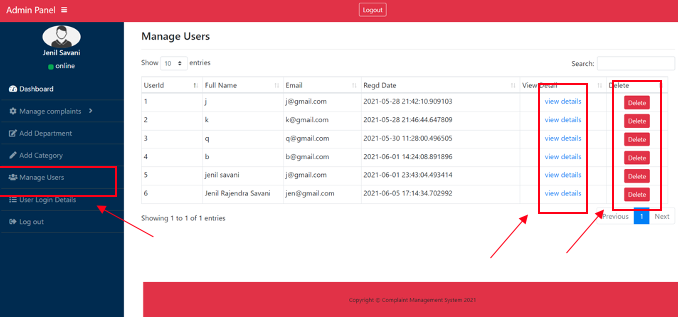 Admin Panel
Logout
Jenil Savani
online
Dashboard
Manage complaints
Add Department
Add Category
Manage Users
User Login Details
Log out
Manage Users
Show 10 entries
Search:
UserId Full Name Email Regd Date View Detail Delete
1 j j@gmail.com 2021-05-28 21:42:10.909103 view details Delete
2 k k@gmail.com 2021-05-28 21:46:44.647809 view details Delete
3 q q@gmail.com 2021-05-30 11:28:00.496505 view details Delete
4 b b@gmail.com 2021-06-01 14:24:08.891896 view details Delete
5 jenil savani j@gmail.com 2021-06-01 23:43:04.493414 view details Delete
6 Jenil Rajendra Savani jen@gmail.com 2021-06-05 17:14:34.702992 view details Delete
Showing 1 to 1 of 1 entries
Previous 1 Next
Copyright © Complaint Management System 2021